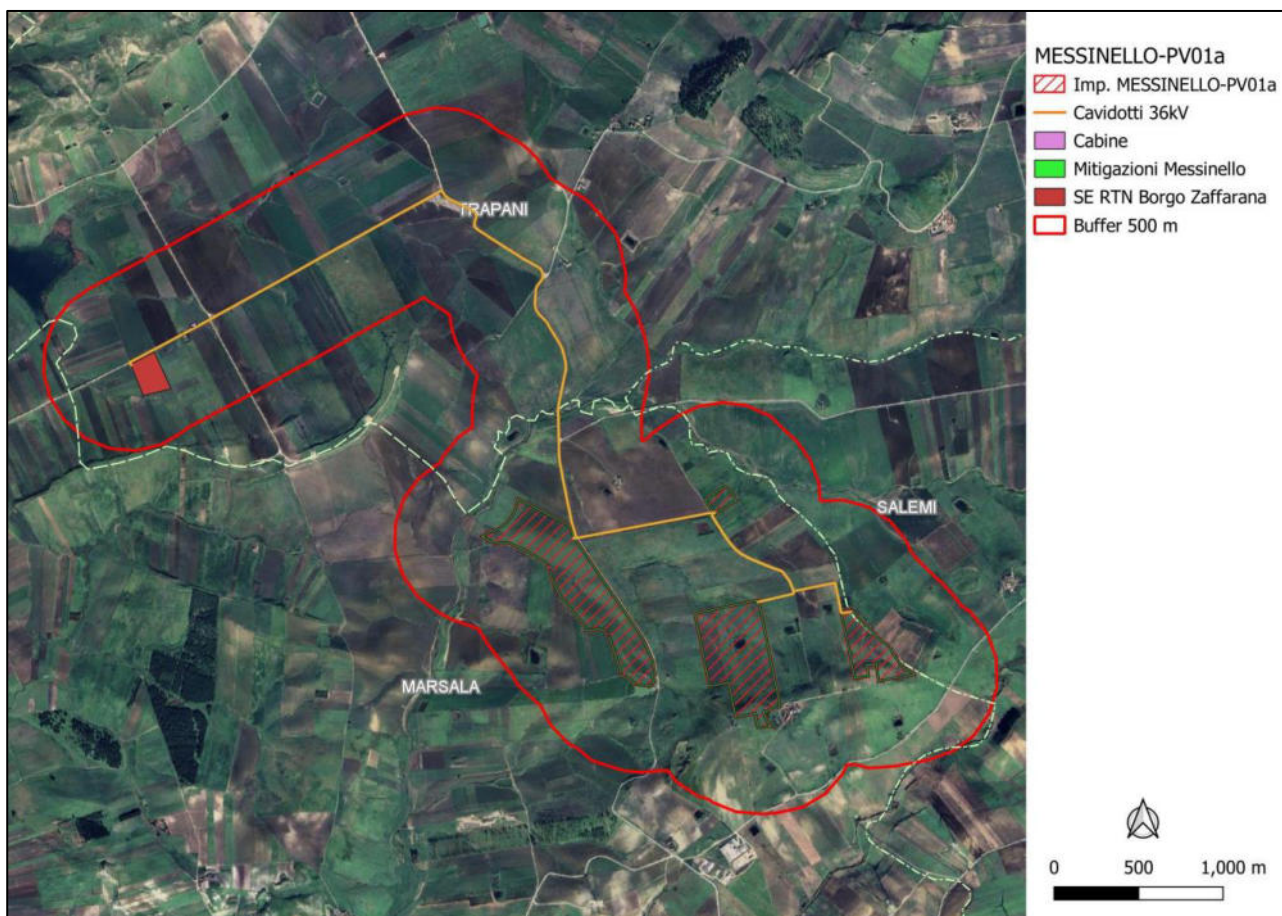 TRAPANI
SALEMI
MARSALA
MESSINELLO-PV01a
Imp. MESSINELLO-PV01a
Cavidotti 36kV
Cabine
Mitigazioni Messinello
SE RTN Borgo Zaffarana
Buffer 500 m
0 500 1,000 m